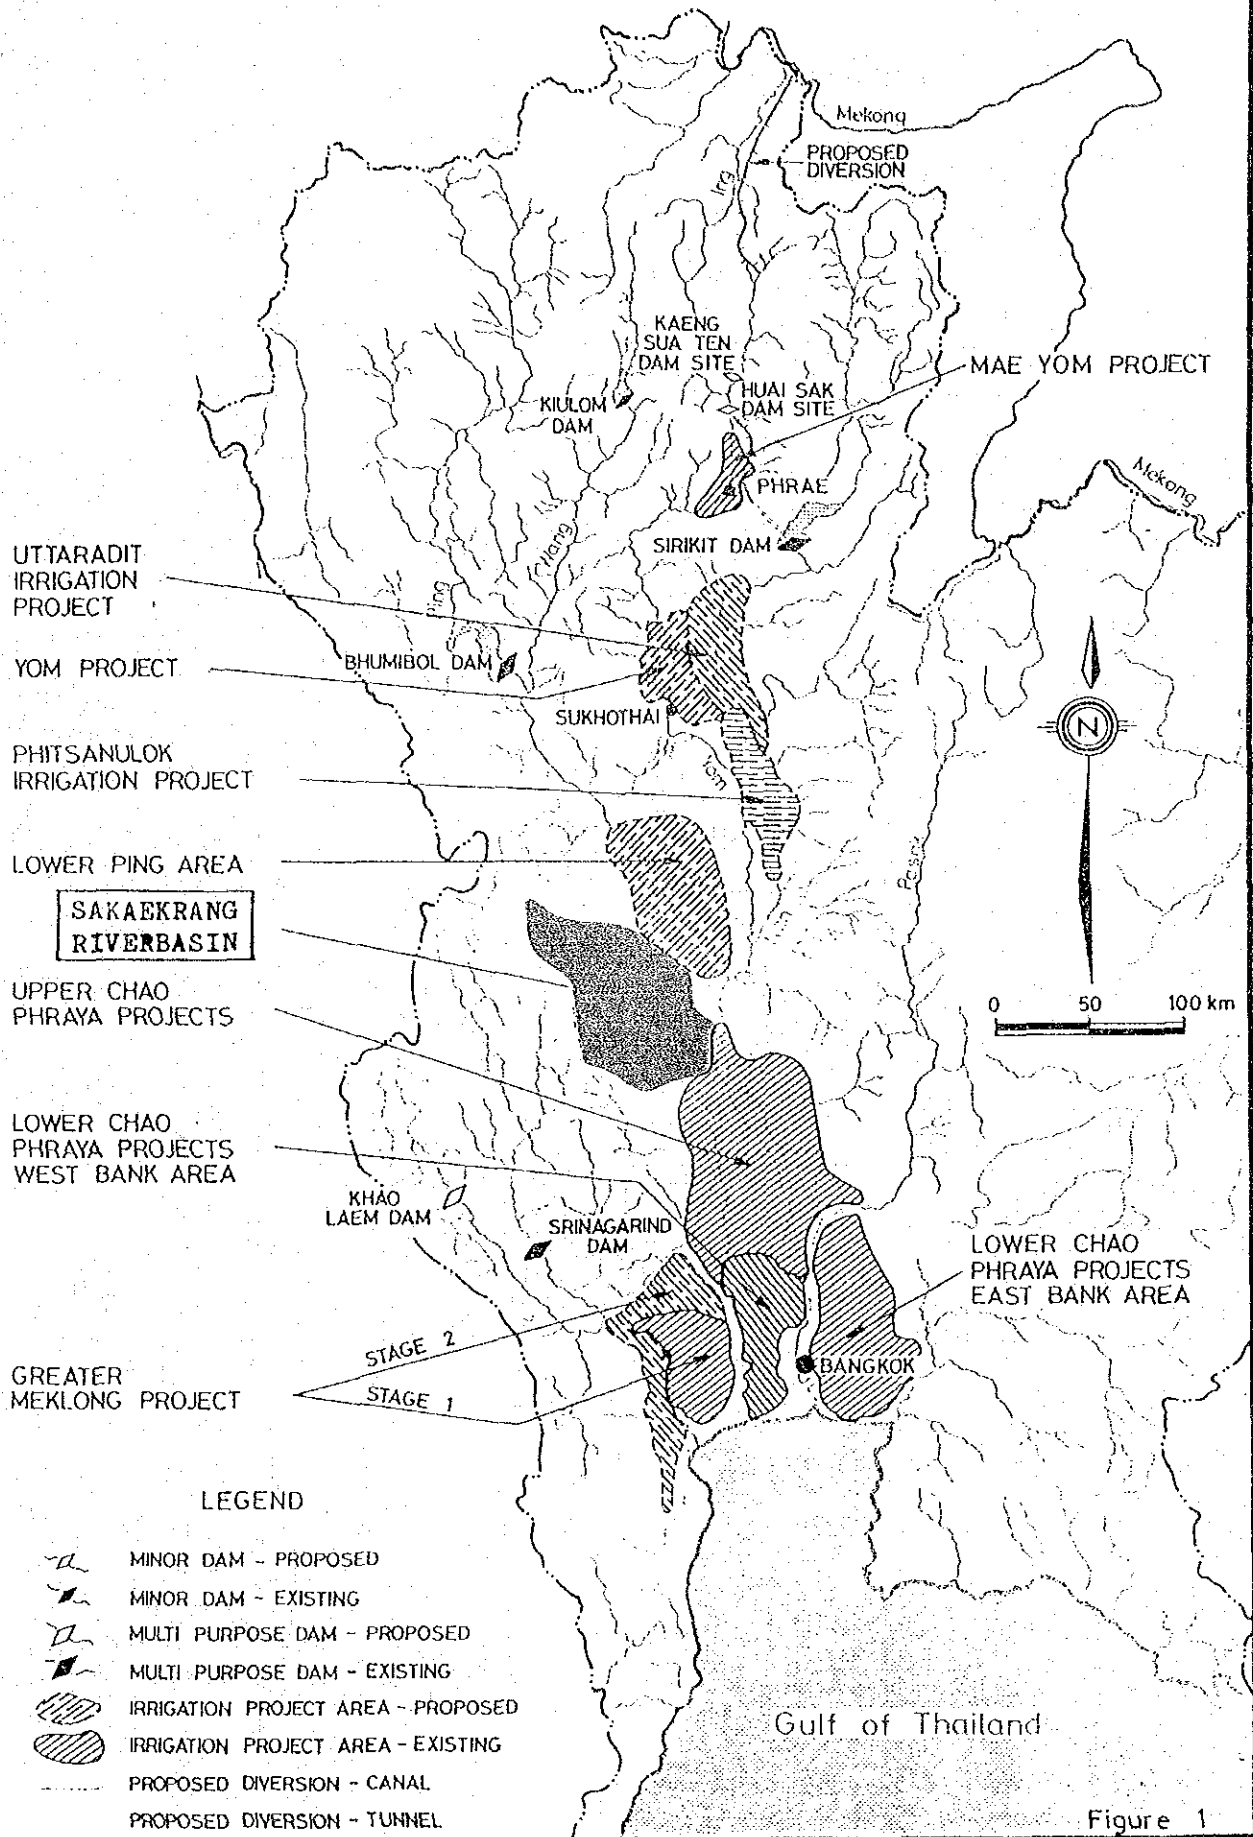 Mekong
PROPOSED
DIVERSION
Ing
KAENG
SUA TEN
DAM SITE
MAE YOM PROJECT
HUAI SAK
DAM SITE
KIULOM
DAM
PHRAE
Mekong
SIRIKIT DAM
Wang
UTTARADIT
IRRIGATION
PROJECT
Ping
YOM PROJECT
BHUMIBOL DAM
SUKHOTHAI
N
PHITSANULOK
IRRIGATION PROJECT
Yom
LOWER PING AREA
Pasak
SAKAEKRANG
RIVERBASIN
UPPER CHAO
PHRAYA PROJECTS
0 50 100 km
LOWER CHAO
PHRAYA PROJECTS
WEST BANK AREA
KHAO
LAEM DAM
SRINAGARIND
DAM
LOWER CHAO
PHRAYA PROJECTS
EAST BANK AREA
STAGE 2
BANGKOK
GREATER
MEKLONG PROJECT
STAGE 1
LEGEND
MINOR DAM - PROPOSED
MINOR DAM - EXISTING
MULTI PURPOSE DAM - PROPOSED
MULTI PURPOSE DAM - EXISTING
IRRIGATION PROJECT AREA - PROPOSED
IRRIGATION PROJECT AREA - EXISTING
PROPOSED DIVERSION - CANAL
PROPOSED DIVERSION - TUNNEL
Gulf of Thailand
Figure 1